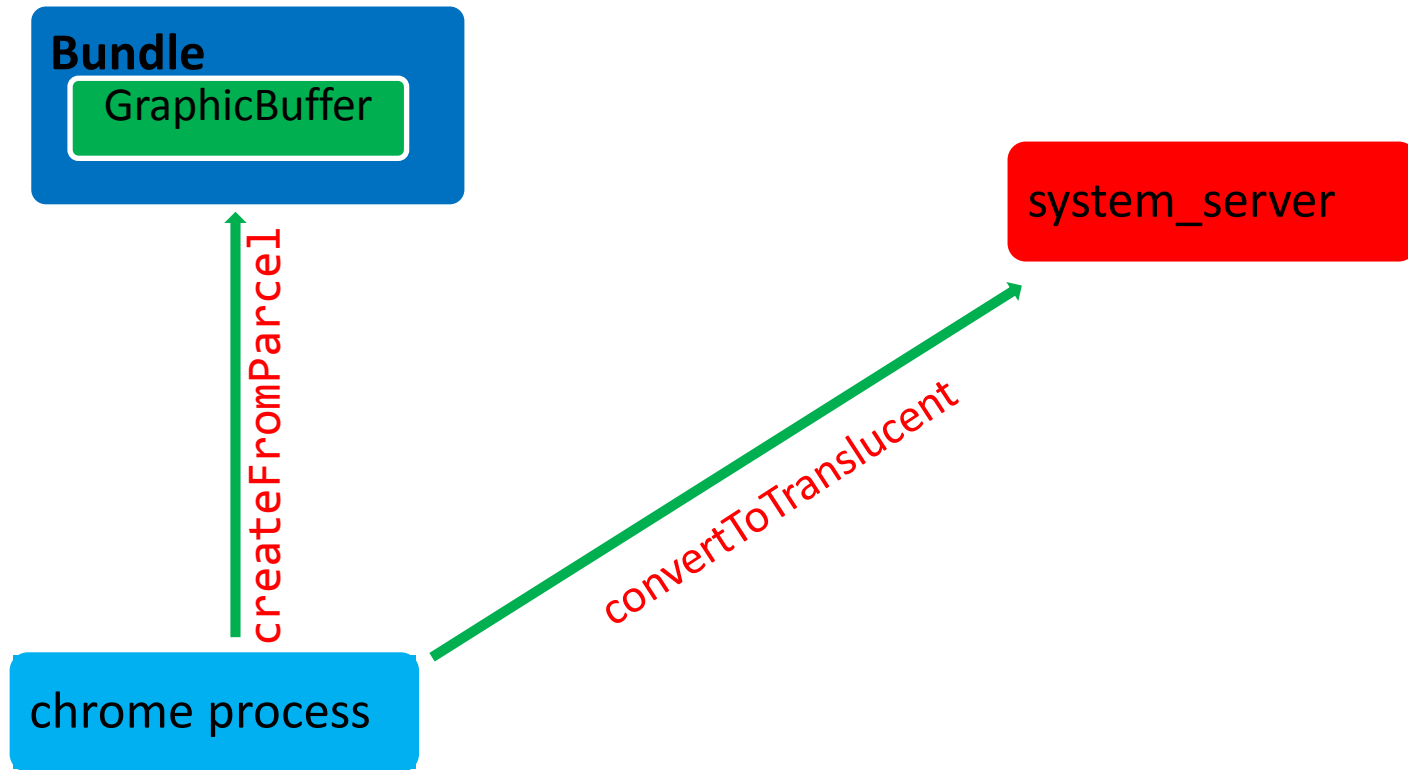 Bundle
GraphicBuffer
system_server
createFromParcel
convertToTranslucent
chrome process